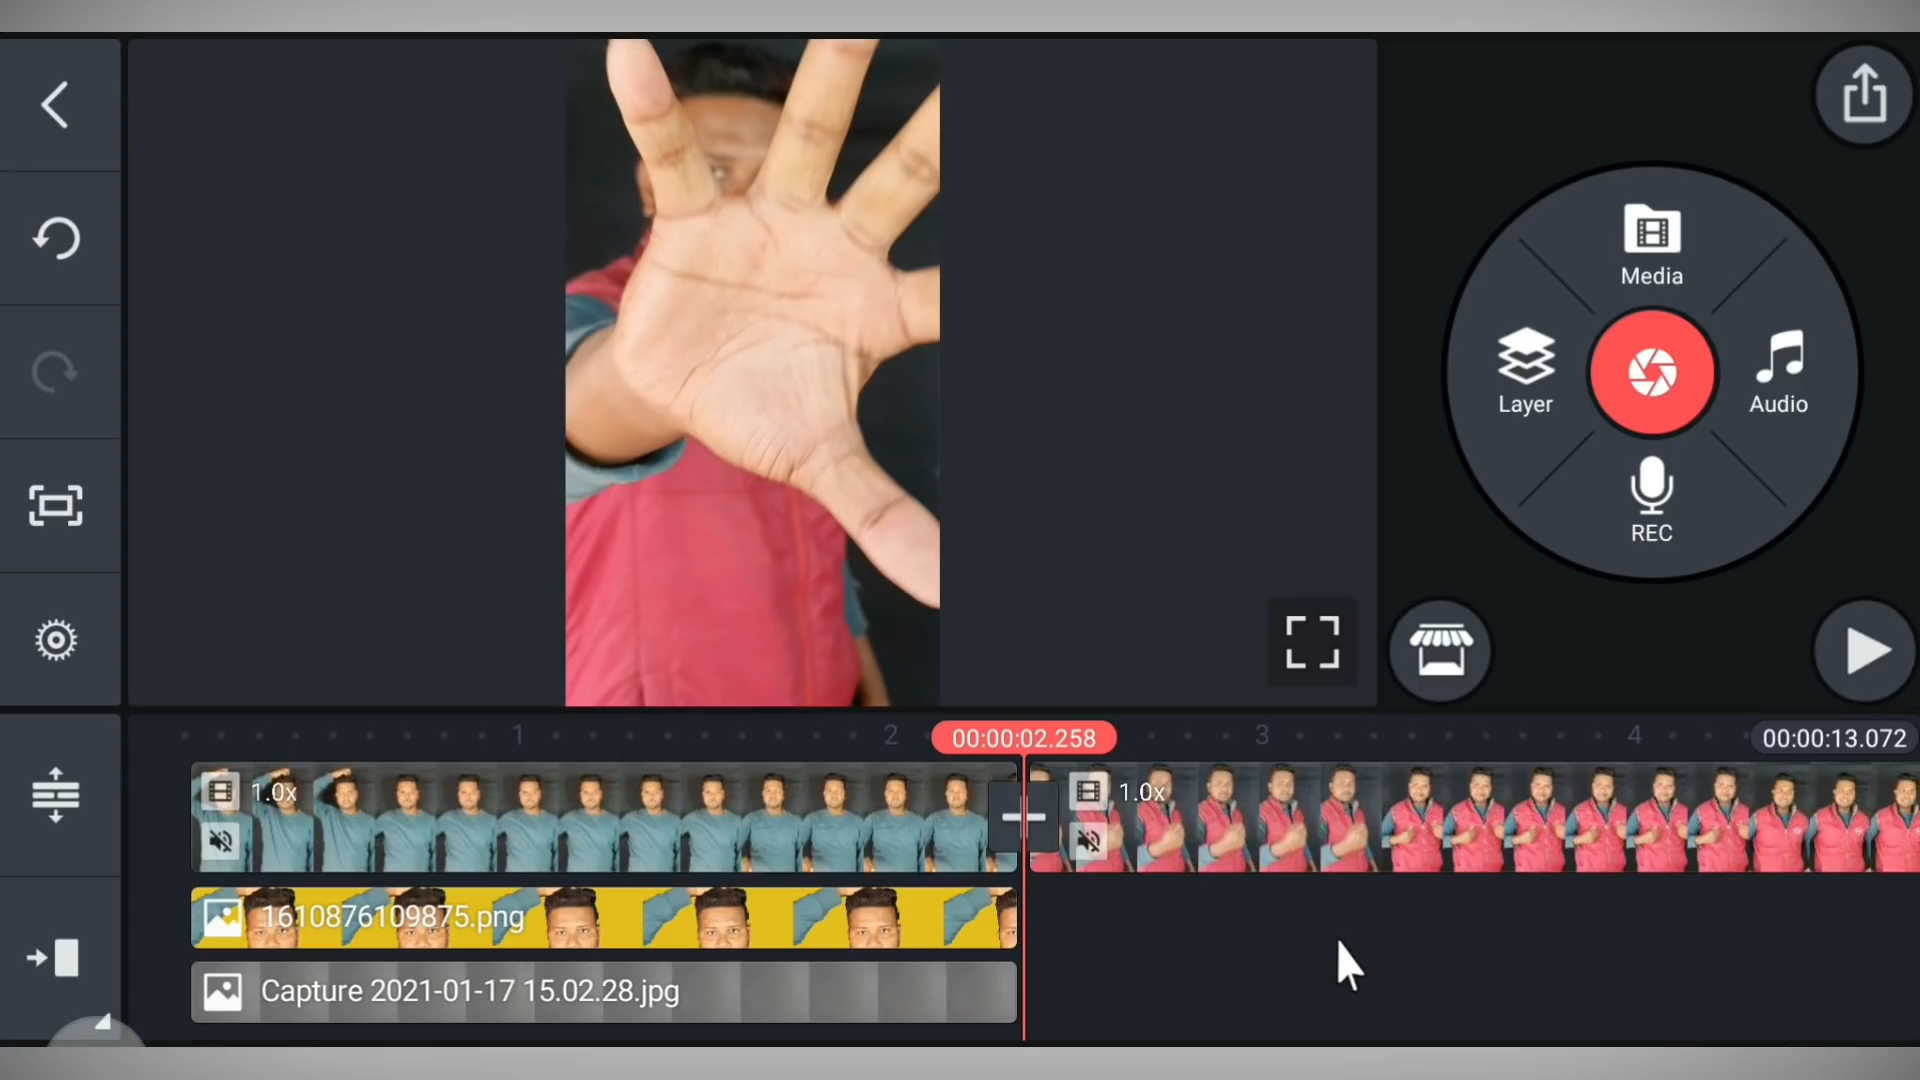 Media
Layer
Audio
REC
1
2
00:00:02.258
3
4
00:00:13.072
1.0x
1.0x
1610876109875.png
Capture 2021-01-17 15.02.28.jpg